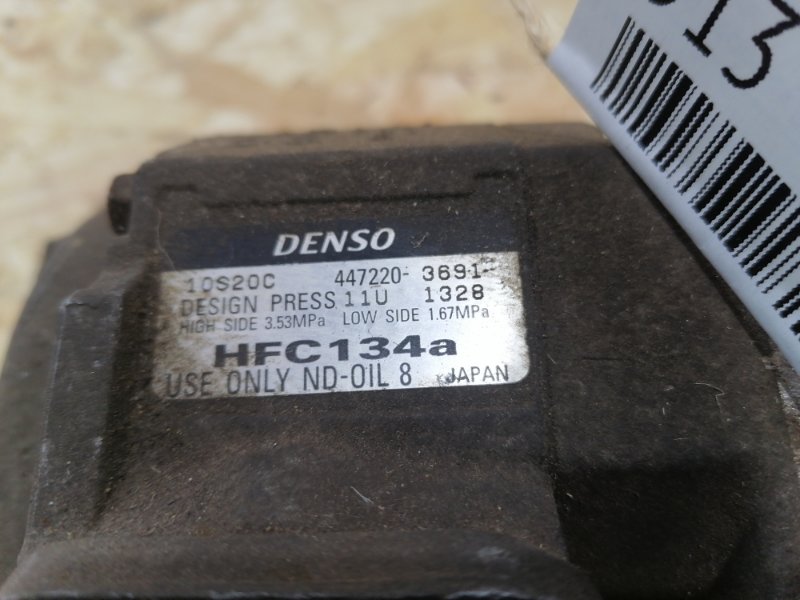 DENSO
10S20C 447220-3691
DESIGN PRESS 11U 1328
HIGH SIDE 3.53MPa LOW SIDE 1.67MPa
HFC134a
USE ONLY ND-OIL 8 JAPAN
13